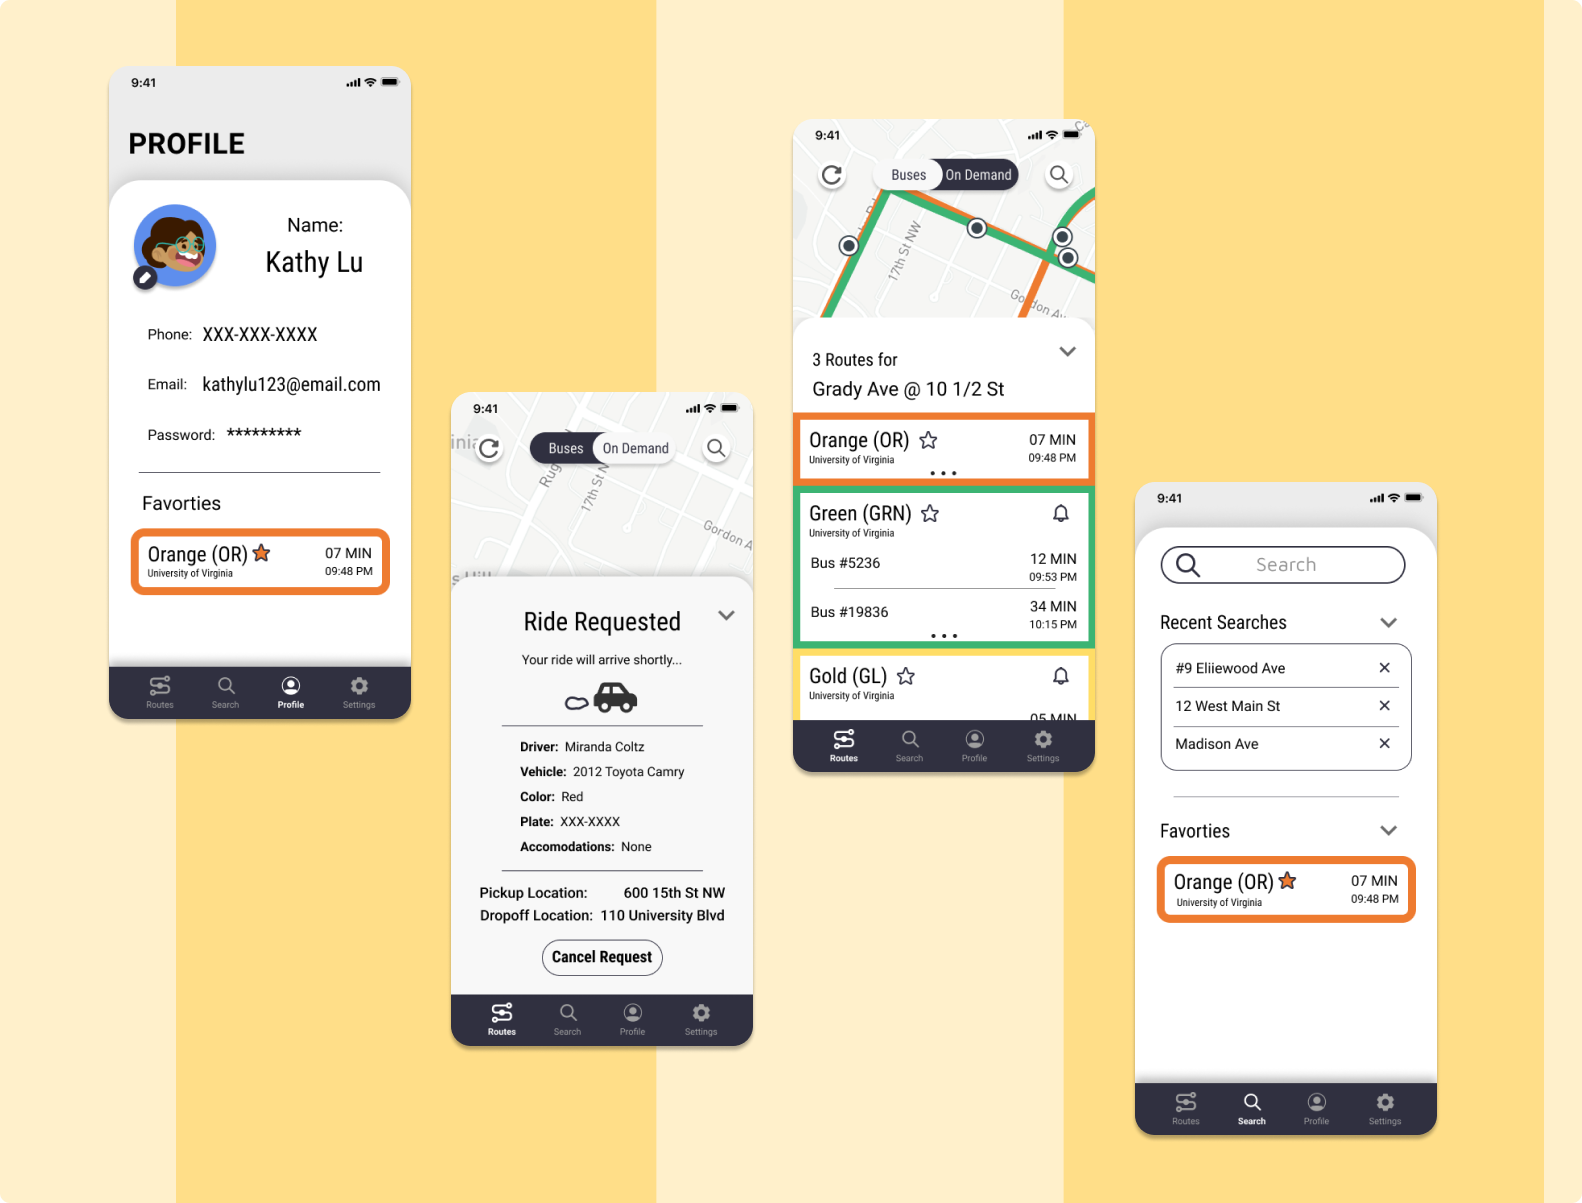 9:41
PROFILE
Name:
Kathy Lu
Phone: XXX-XXX-XXXX
Email: kathylu123@email.com
Password: *********
Favorties
Orange (OR) 07 MIN
University of Virginia 09:48 PM
Routes Search Profile Settings
9:41
Buses On Demand
inia
Rug
17th St NW
Gordon A
s Hill
Ride Requested
Your ride will arrive shortly...
Driver: Miranda Coltz
Vehicle: 2012 Toyota Camry
Color: Red
Plate: XXX-XXXX
Accomodations: None
Pickup Location: 600 15th St NW
Dropoff Location: 110 University Blvd
Cancel Request
Routes Search Profile Settings
9:41
Ca
Buses On Demand
Rd
17th St NW
Gordon Av
3 Routes for
Grady Ave @ 10 1/2 St
Orange (OR) 07 MIN
University of Virginia 09:48 PM
Green (GRN)
University of Virginia
Bus #5236 12 MIN
09:53 PM
Bus #19836 34 MIN
10:15 PM
Gold (GL)
University of Virginia
05 MIN
Routes Search Profile Settings
9:41
Search
Recent Searches
#9 Eliiewood Ave
12 West Main St
Madison Ave
Favorties
Orange (OR) 07 MIN
University of Virginia 09:48 PM
Routes Search Profile Settings